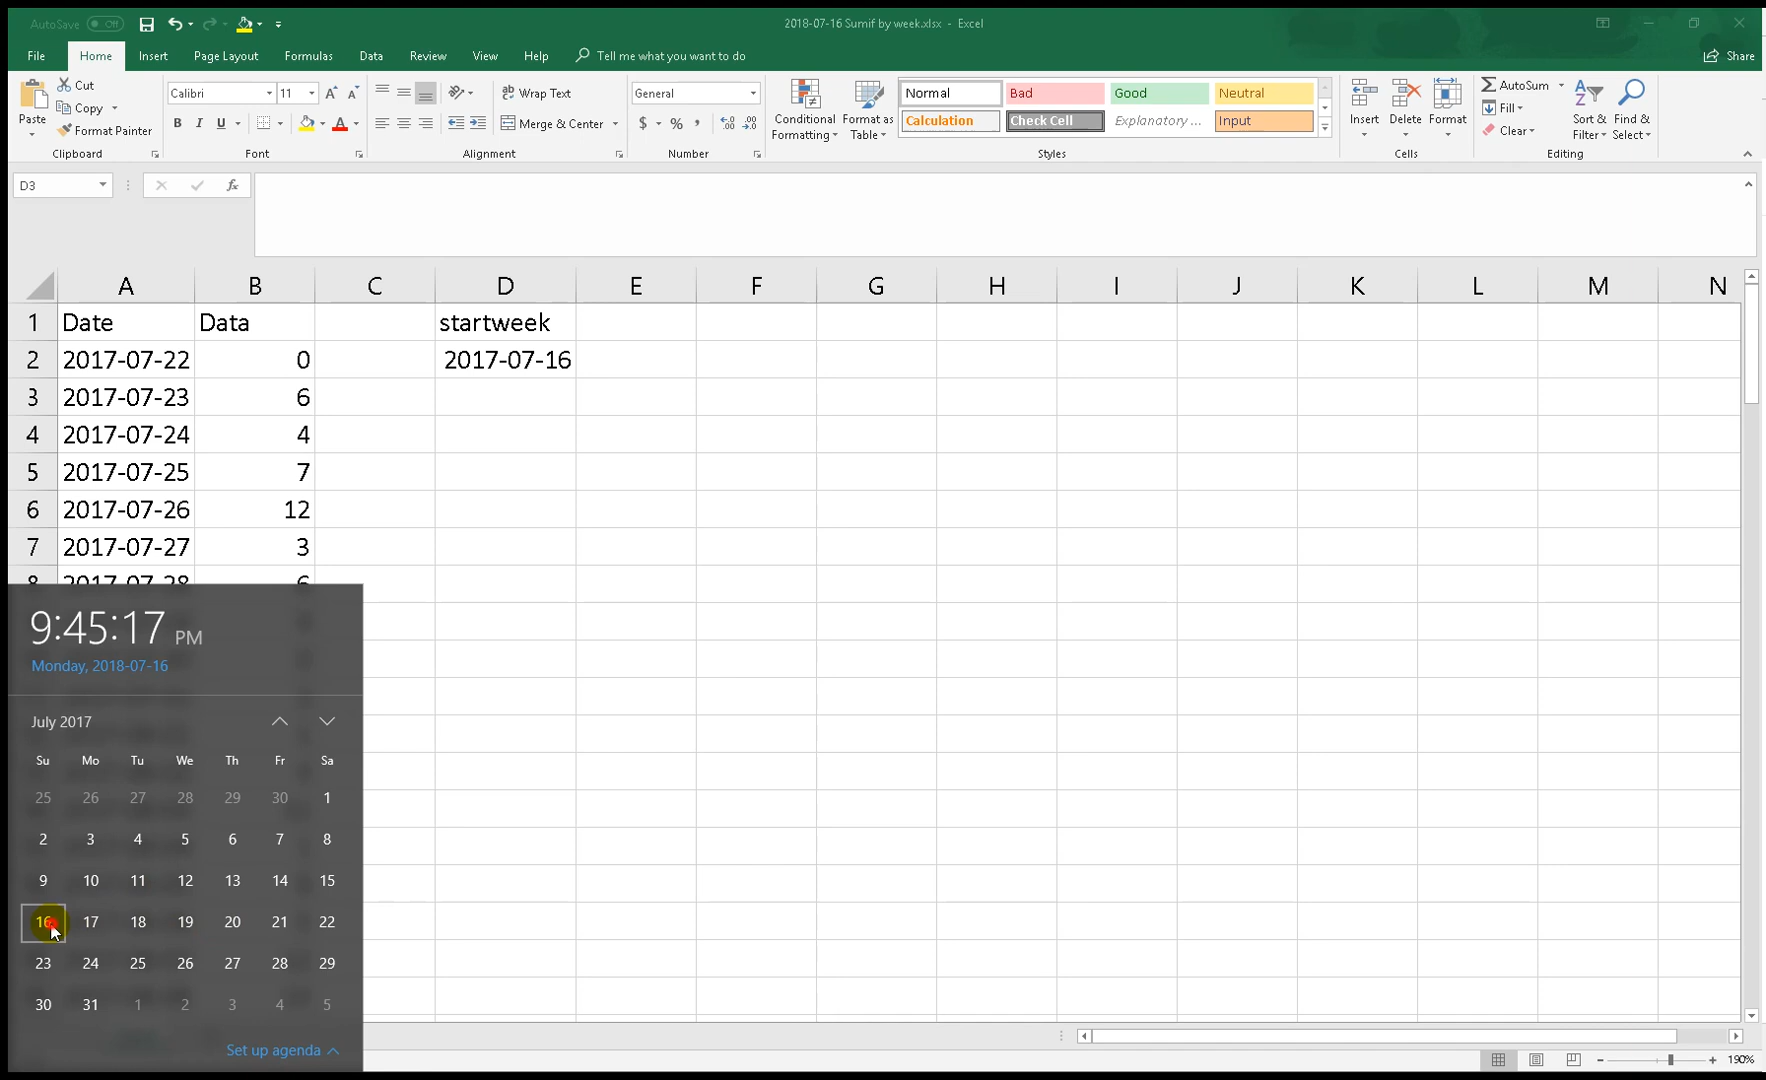 AutoSave Off
2018-07-16 Sumif by week.xlsx - Excel
File Home Insert Page Layout Formulas Data Review View Help Tell me what you want to do Share
Paste
Cut
Copy
Format Painter
Clipboard
Calibri 11
B I U
Font
Wrap Text
Merge & Center
Alignment
General
$ % ,
Number
Conditional Formatting
Format as Table
Normal Bad Good Neutral
Calculation Check Cell Explanatory ... Input
Styles
Insert Delete Format
Cells
AutoSum
Fill
Clear
Sort & Filter
Find & Select
Editing
D3 fx
A B C D E F G H I J K L M N
1 Date Data startweek
2 2017-07-22 0 2017-07-16
3 2017-07-23 6
4 2017-07-24 4
5 2017-07-25 7
6 2017-07-26 12
7 2017-07-27 3
8 2017-07-28 6
9:45:17 PM
Monday, 2018-07-16
July 2017
Su Mo Tu We Th Fr Sa
25 26 27 28 29 30 1
2 3 4 5 6 7 8
9 10 11 12 13 14 15
16 17 18 19 20 21 22
23 24 25 26 27 28 29
30 31 1 2 3 4 5
Set up agenda
190%